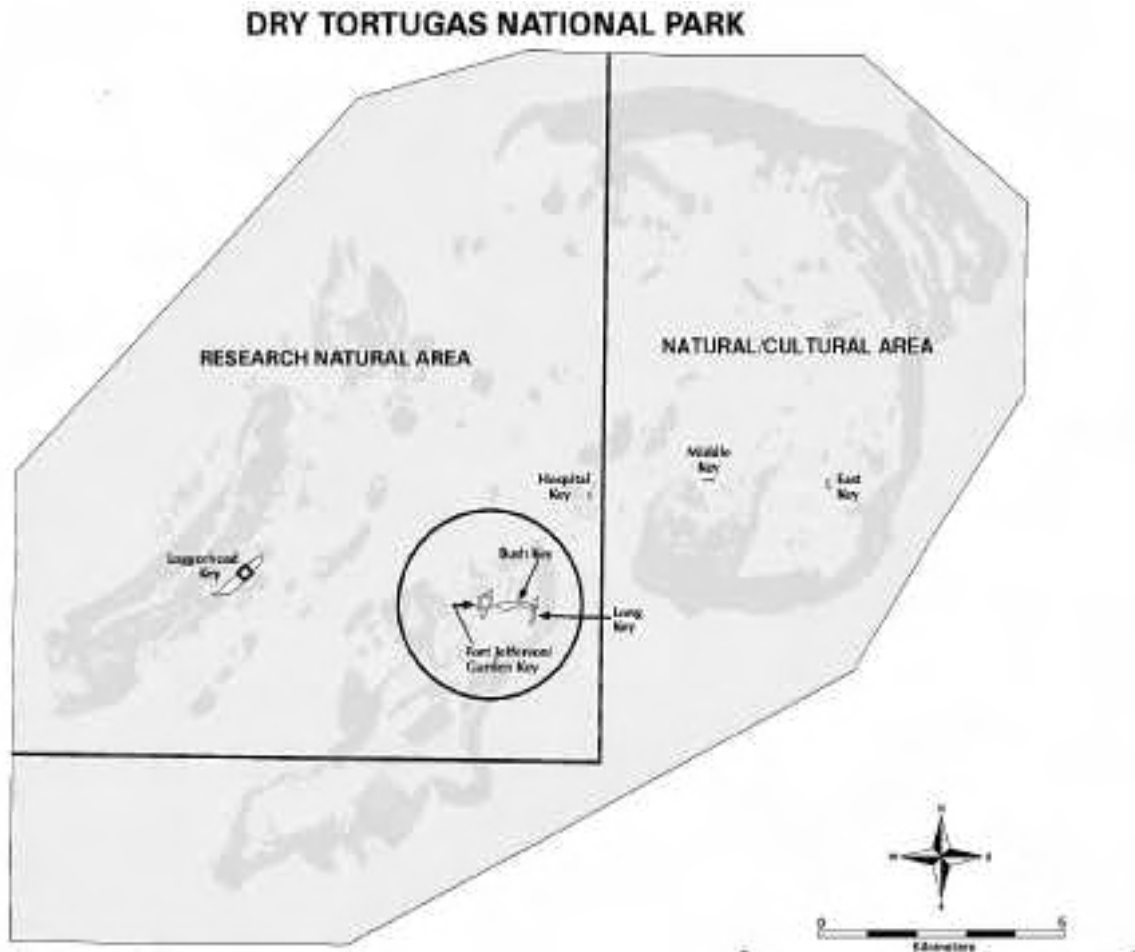 DRY TORTUGAS NATIONAL PARK
RESEARCH NATURAL AREA
NATURAL/CULTURAL AREA
Middle
Key
East
Key
Hospital
Key
Bush Key
Loggerhead
Key
Long
Key
Fort Jefferson/
Garden Key
N
W E
S
0
Kilometers